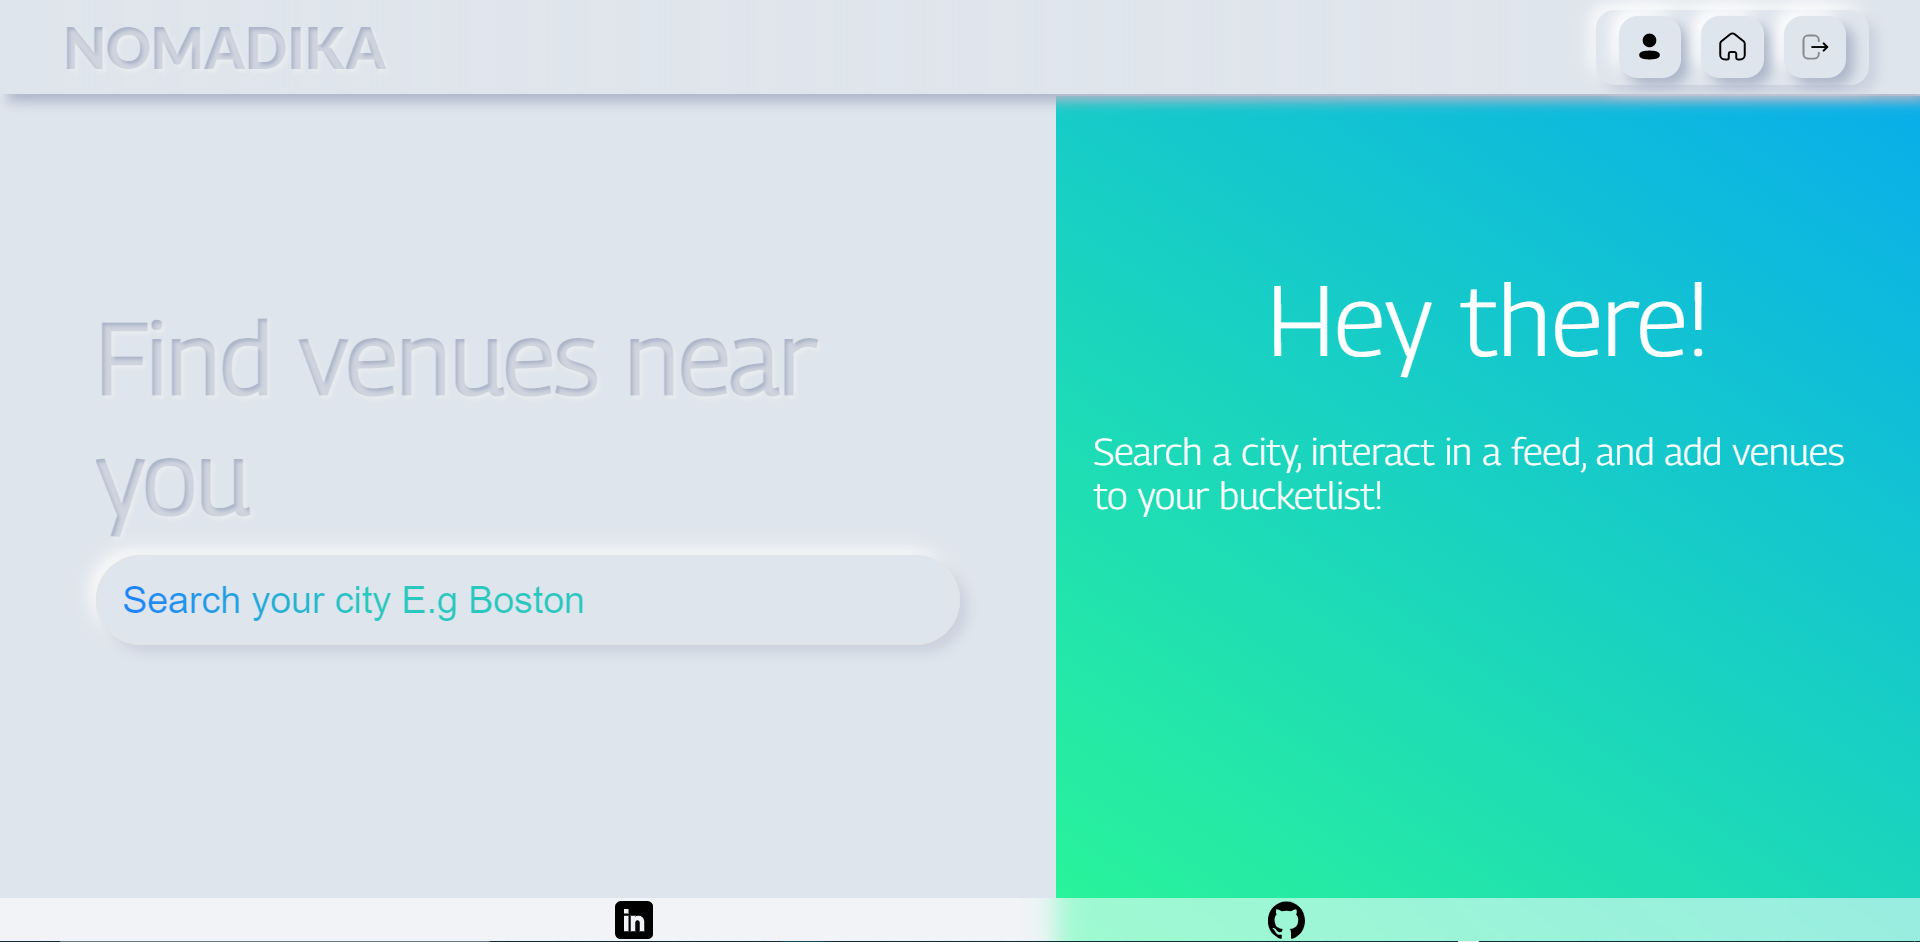 NOMADIKA
Find venues near
you
Search your city E.g Boston
Hey there!
Search a city, interact in a feed, and add venues
to your bucketlist!
in